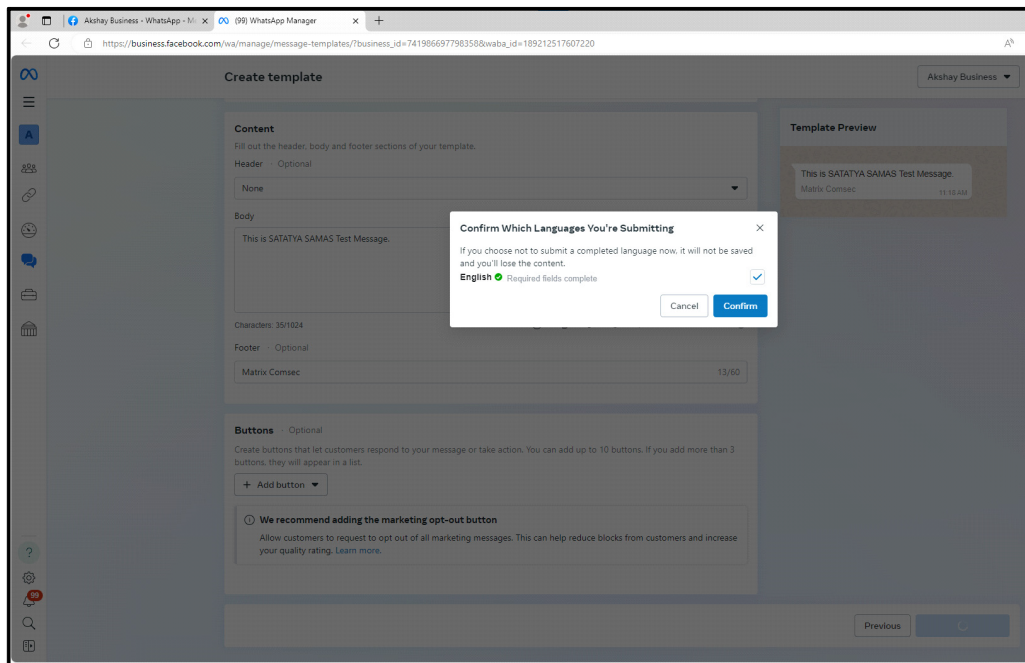 Akshay Business - WhatsApp - M
(99) WhatsApp Manager
https://business.facebook.com/wa/manage/message-templates/?business_id=741986697798358&waba_id=189212517607220
Create template
Akshay Business
A
Content
Fill out the header, body and footer sections of your template.
Header · Optional
None
Body
This is SATATYA SAMAS Test Message.
Characters: 35/1024
Footer · Optional
Matrix Comsec
13/60
Template Preview
This is SATATYA SAMAS Test Message.
Matrix Comsec
11:18 AM
Confirm Which Languages You're Submitting
If you choose not to submit a completed language now, it will not be saved
and you'll lose the content.
English Required fields complete
Cancel
Confirm
Buttons · Optional
Create buttons that let customers respond to your message or take action. You can add up to 10 buttons. If you add more than 3
buttons, they will appear in a list.
+ Add button
We recommend adding the marketing opt-out button
Allow customers to request to opt out of all marketing messages. This can help reduce blocks from customers and increase
your quality rating. Learn more.
99
Previous